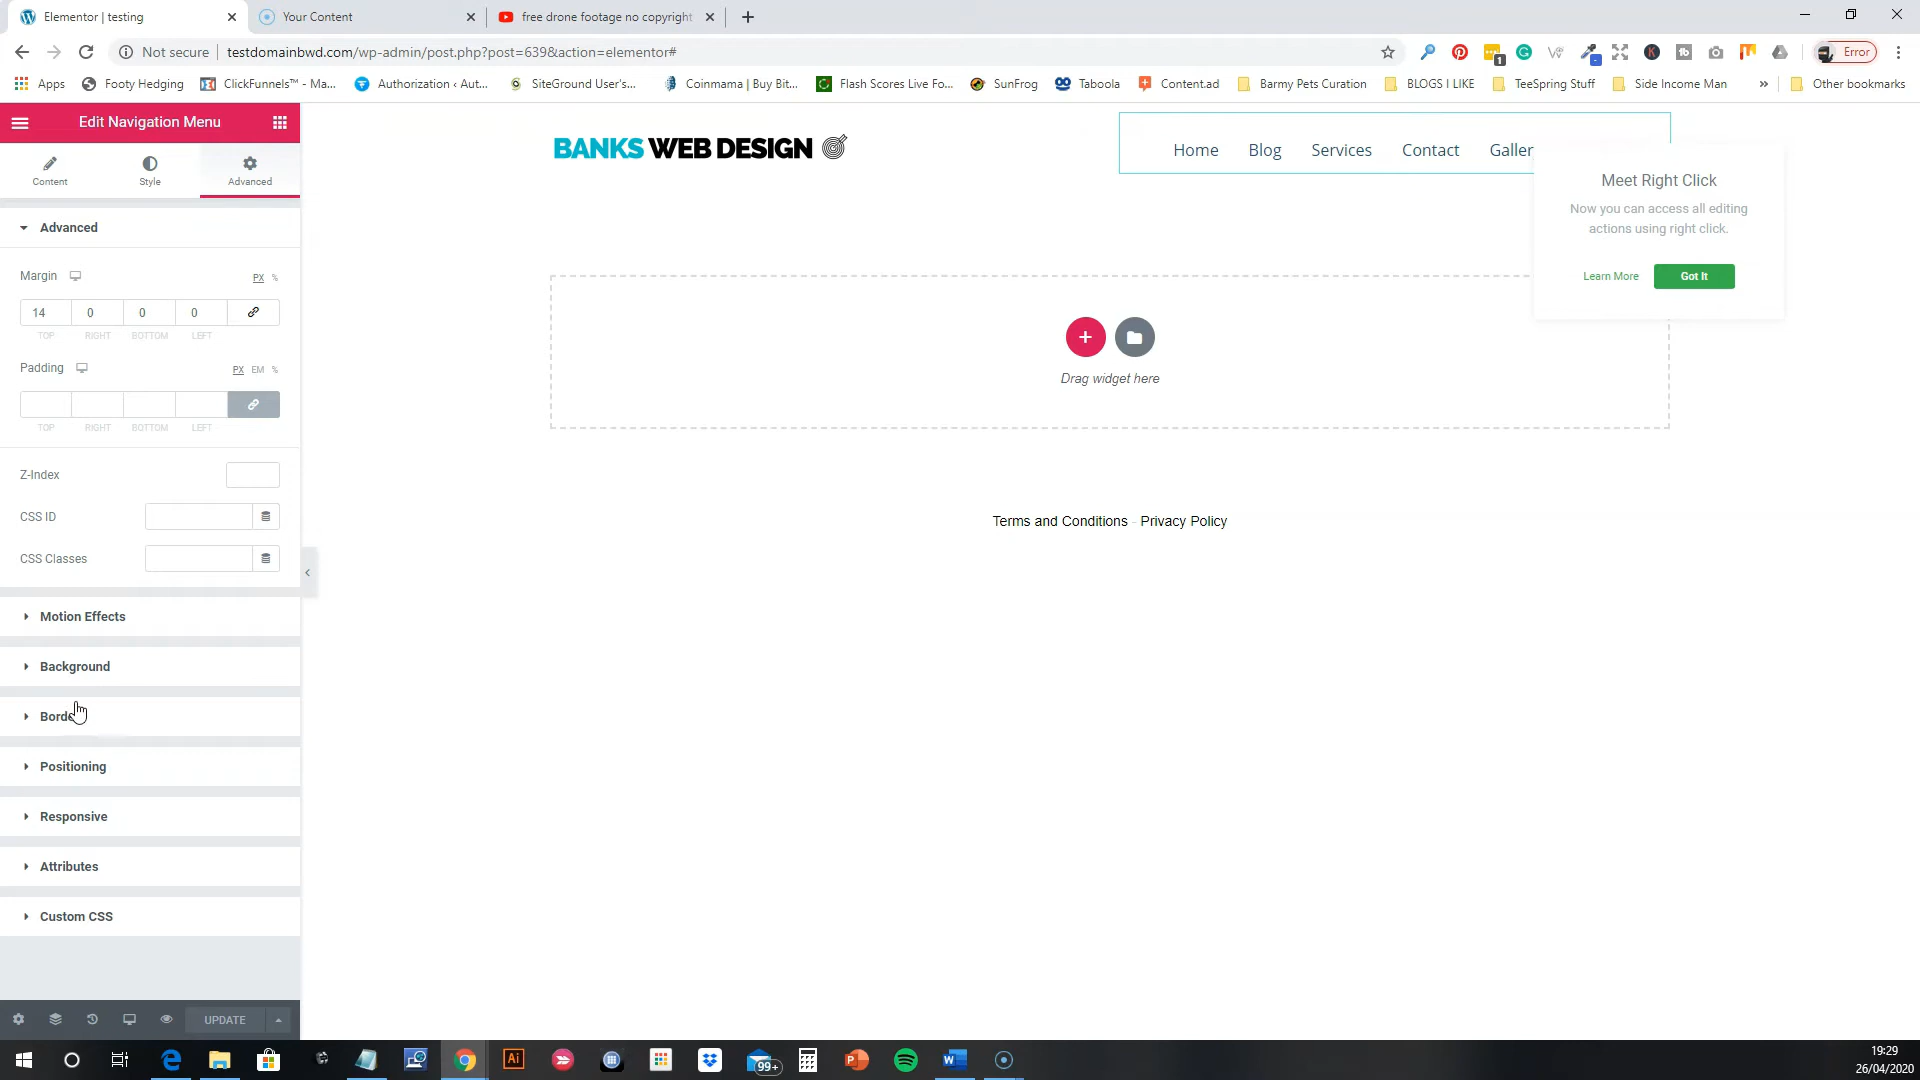 Elementor | testing
Your Content
free drone footage no copyright
Not secure
testdomainbwd.com/wp-admin/post.php?post=639&action=elementor#
1
Error
Apps
Footy Hedging
ClickFunnels™ - Ma...
Authorization ‹ Aut...
SiteGround User's...
Coinmama | Buy Bit...
Flash Scores Live Fo...
SunFrog
Taboola
Content.ad
Barmy Pets Curation
BLOGS I LIKE
TeeSpring Stuff
Side Income Man
»
Other bookmarks
Edit Navigation Menu
Content
Style
Advanced
BANKS WEB DESIGN
Home
Blog
Services
Contact
Galler
Meet Right Click
Now you can access all editing
actions using right click.
Learn More
Got It
Advanced
Margin
PX %
14
0
0
0
TOP
RIGHT
BOTTOM
LEFT
Padding
PX EM %
TOP
RIGHT
BOTTOM
LEFT
Drag widget here
Z-Index
CSS ID
CSS Classes
Terms and Conditions - Privacy Policy
Motion Effects
Background
Borde
Positioning
Responsive
Attributes
Custom CSS
UPDATE
Ai
99+
19:29
26/04/2020